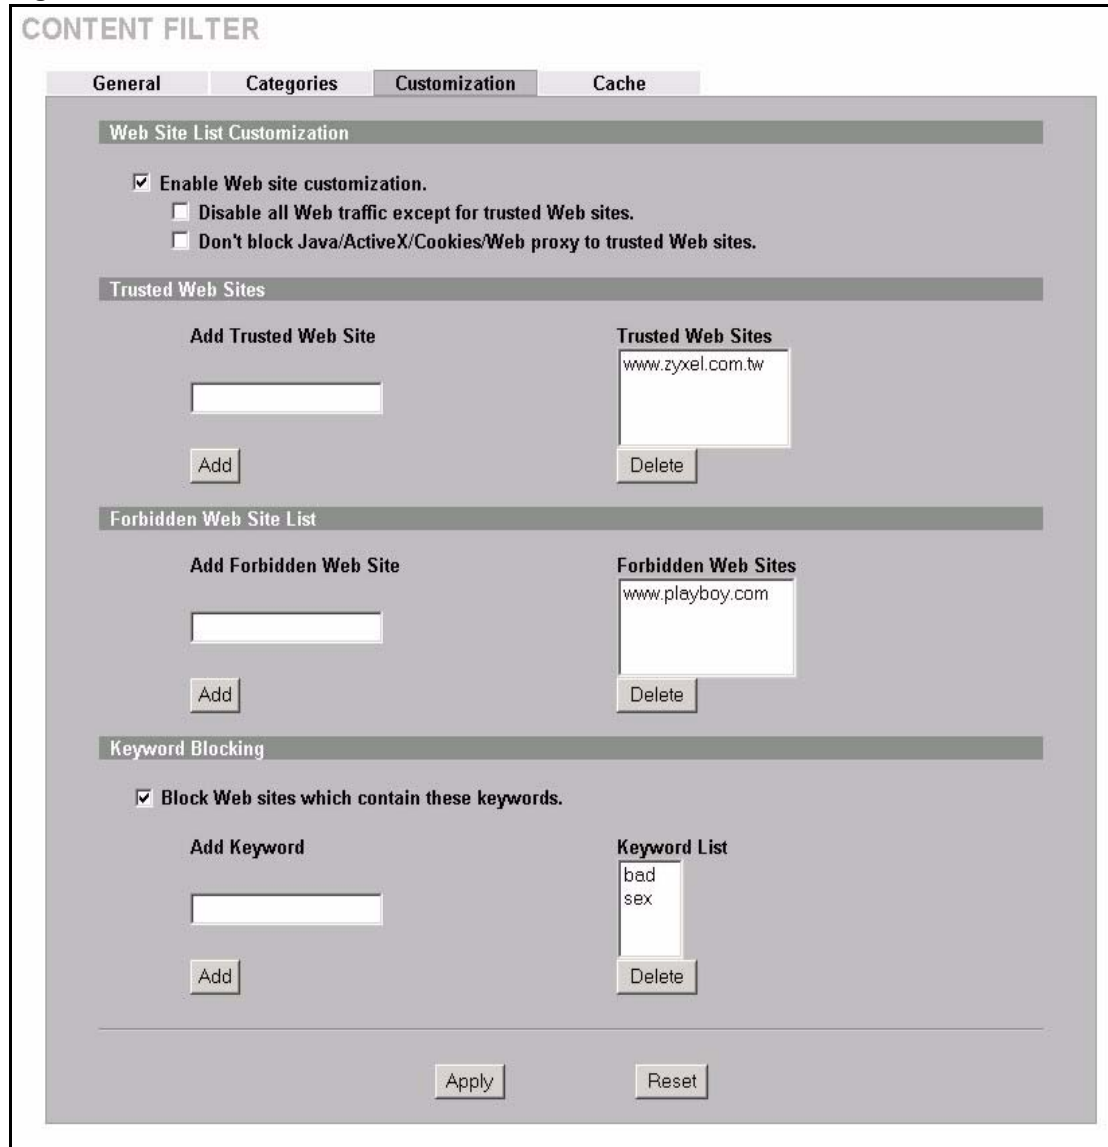 CONTENT FILTER
General Categories Customization Cache
Web Site List Customization
Enable Web site customization.
Disable all Web traffic except for trusted Web sites.
Don't block Java/ActiveX/Cookies/Web proxy to trusted Web sites.
Trusted Web Sites
Add Trusted Web Site
Trusted Web Sites
www.zyxel.com.tw
Add
Delete
Forbidden Web Site List
Add Forbidden Web Site
Forbidden Web Sites
www.playboy.com
Add
Delete
Keyword Blocking
Block Web sites which contain these keywords.
Add Keyword
Keyword List
bad
sex
Add
Delete
Apply
Reset